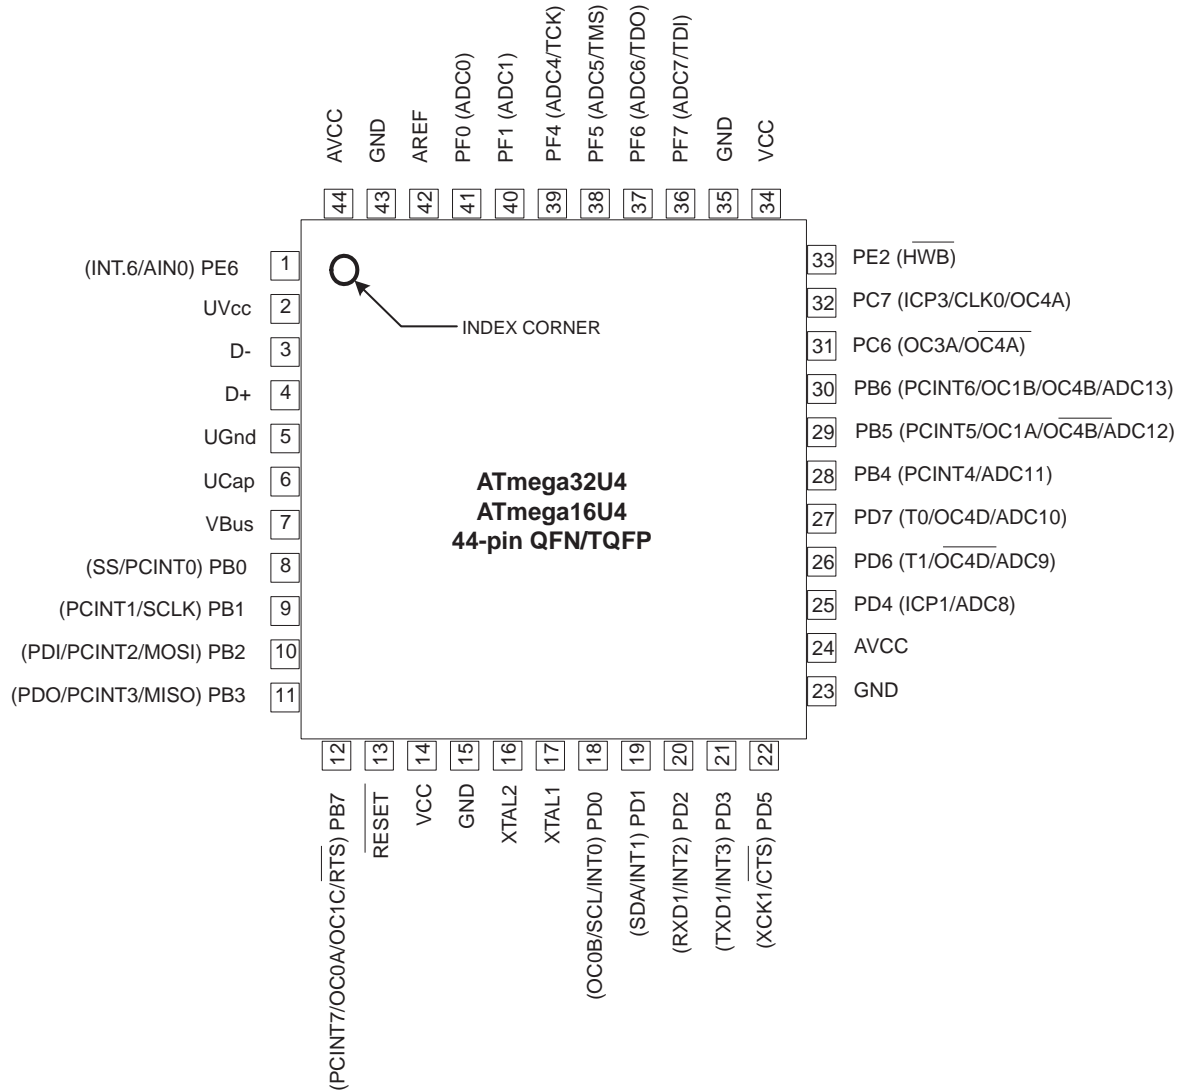 AVCC
GND
AREF
PF0 (ADC0)
PF1 (ADC1)
PF4 (ADC4/TCK)
PF5 (ADC5/TMS)
PF6 (ADC6/TDO)
PF7 (ADC7/TDI)
GND
VCC
44
43
42
41
40
39
38
37
36
35
34
(INT.6/AIN0) PE6 1
UVcc 2
D- 3
D+ 4
UGnd 5
UCap 6
VBus 7
(SS/PCINT0) PB0 8
(PCINT1/SCLK) PB1 9
(PDI/PCINT2/MOSI) PB2 10
(PDO/PCINT3/MISO) PB3 11
INDEX CORNER
ATmega32U4
ATmega16U4
44-pin QFN/TQFP
33 PE2 (HWB)
32 PC7 (ICP3/CLK0/OC4A)
31 PC6 (OC3A/OC4A)
30 PB6 (PCINT6/OC1B/OC4B/ADC13)
29 PB5 (PCINT5/OC1A/OC4B/ADC12)
28 PB4 (PCINT4/ADC11)
27 PD7 (T0/OC4D/ADC10)
26 PD6 (T1/OC4D/ADC9)
25 PD4 (ICP1/ADC8)
24 AVCC
23 GND
12
13
14
15
16
17
18
19
20
21
22
(PCINT7/OC0A/OC1C/RTS) PB7
RESET
VCC
GND
XTAL2
XTAL1
(OC0B/SCL/INT0) PD0
(SDA/INT1) PD1
(RXD1/INT2) PD2
(TXD1/INT3) PD3
(XCK1/CTS) PD5